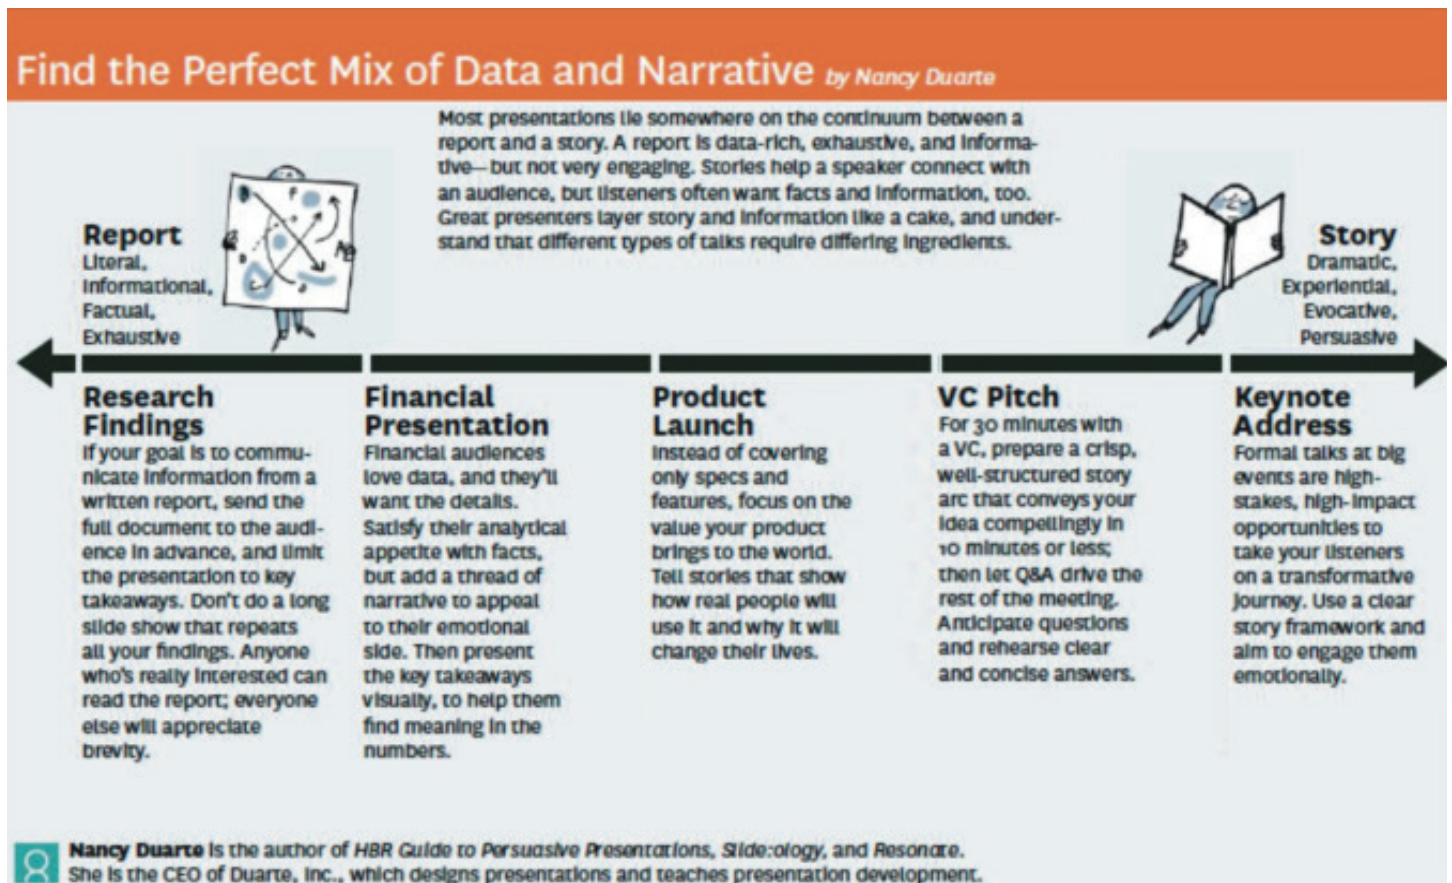 Find the Perfect Mix of Data and Narrative by Nancy Duarte
Most presentations lie somewhere on the continuum between a
report and a story. A report is data-rich, exhaustive, and informa-
tive—but not very engaging. Stories help a speaker connect with
an audience, but listeners often want facts and information, too.
Great presenters layer story and information like a cake, and under-
stand that different types of talks require differing ingredients.
Report
Literal,
Informational,
Factual,
Exhaustive
Story
Dramatic,
Experiential,
Evocative,
Persuasive
Research
Findings
If your goal is to commu-
nicate information from a
written report, send the
full document to the audi-
ence in advance, and limit
the presentation to key
takeaways. Don't do a long
slide show that repeats
all your findings. Anyone
who's really interested can
read the report; everyone
else will appreciate
brevity.
Financial
Presentation
Financial audiences
love data, and they'll
want the details.
Satisfy their analytical
appetite with facts,
but add a thread of
narrative to appeal
to their emotional
side. Then present
the key takeaways
visually, to help them
find meaning in the
numbers.
Product
Launch
Instead of covering
only specs and
features, focus on the
value your product
brings to the world.
Tell stories that show
how real people will
use it and why it will
change their lives.
VC Pitch
For 30 minutes with
a VC, prepare a crisp,
well-structured story
arc that conveys your
idea compellingly in
10 minutes or less;
then let Q&A drive the
rest of the meeting.
Anticipate questions
and rehearse clear
and concise answers.
Keynote
Address
Formal talks at big
events are high-
stakes, high-impact
opportunities to
take your listeners
on a transformative
journey. Use a clear
story framework and
aim to engage them
emotionally.
Nancy Duarte is the author of HBR Guide to Persuasive Presentations, Slide:ology, and Resonate.
She is the CEO of Duarte, Inc., which designs presentations and teaches presentation development.